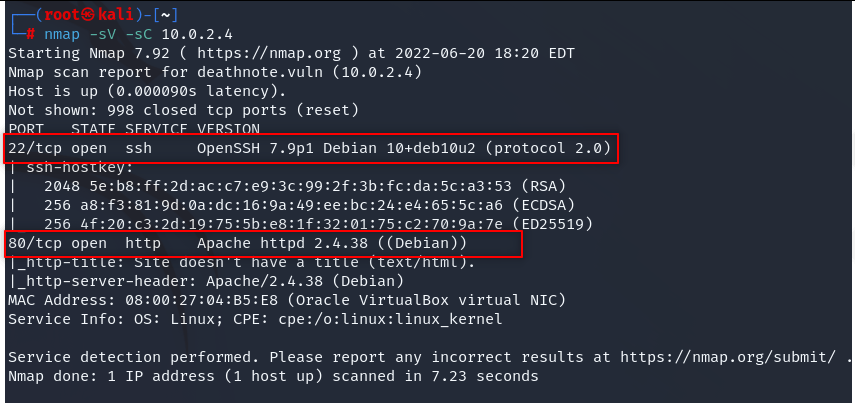 ┌──(root㉿kali)-[~]
└─# nmap -sV -sC 10.0.2.4
Starting Nmap 7.92 ( https://nmap.org ) at 2022-06-20 18:20 EDT
Nmap scan report for deathnote.vuln (10.0.2.4)
Host is up (0.000090s latency).
Not shown: 998 closed tcp ports (reset)
PORT   STATE SERVICE VERSION
22/tcp open  ssh     OpenSSH 7.9p1 Debian 10+deb10u2 (protocol 2.0)
| ssh-hostkey:
|   2048 5e:b8:ff:2d:ac:c7:e9:3c:99:2f:3b:fc:da:5c:a3:53 (RSA)
|   256 a8:f3:81:9d:0a:dc:16:9a:49:ee:bc:24:e4:65:5c:a6 (ECDSA)
|_  256 4f:20:c3:2d:19:75:5b:e8:1f:32:01:75:c2:70:9a:7e (ED25519)
80/tcp open  http    Apache httpd 2.4.38 ((Debian))
|_http-title: Site doesn't have a title (text/html).
|_http-server-header: Apache/2.4.38 (Debian)
MAC Address: 08:00:27:04:B5:E8 (Oracle VirtualBox virtual NIC)
Service Info: OS: Linux; CPE: cpe:/o:linux:linux_kernel

Service detection performed. Please report any incorrect results at https://nmap.org/submit/ .
Nmap done: 1 IP address (1 host up) scanned in 7.23 seconds